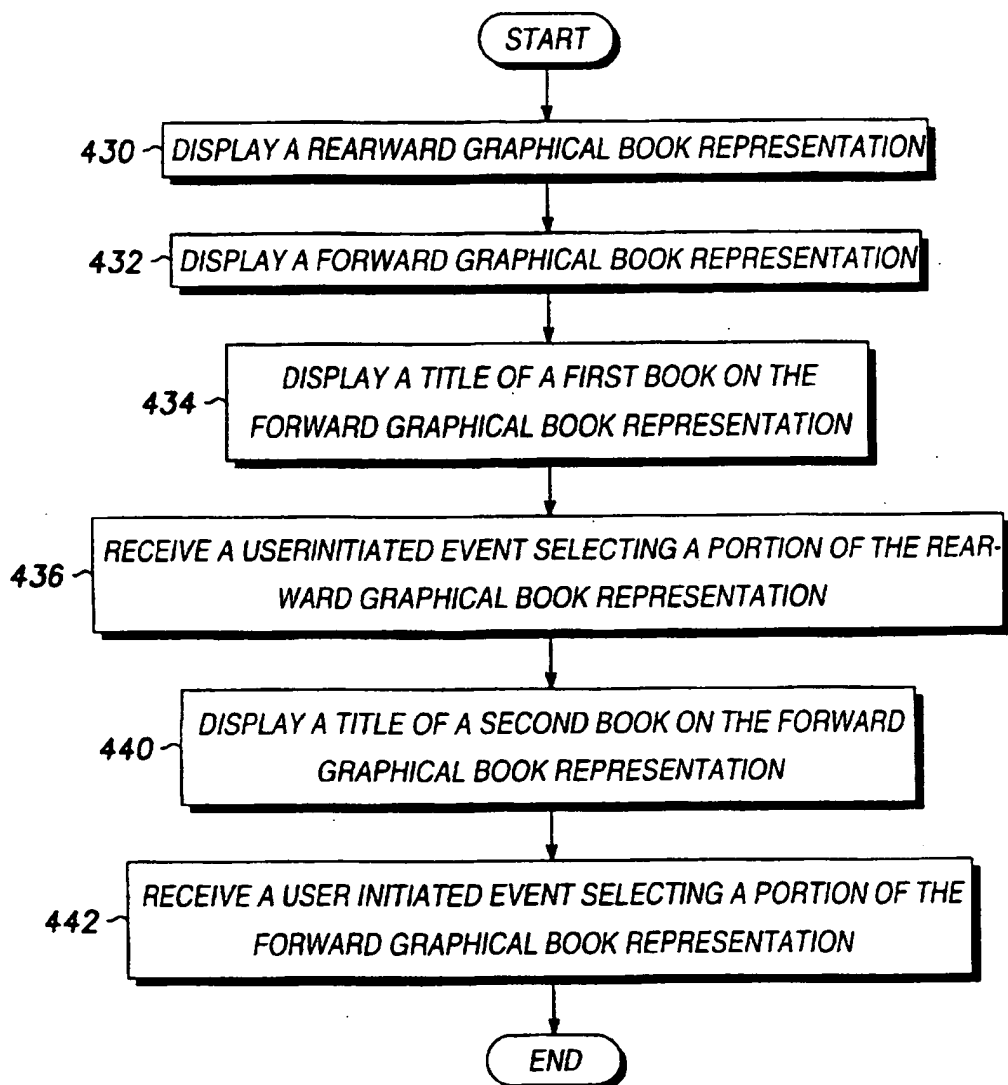 START
430 DISPLAY A REARWARD GRAPHICAL BOOK REPRESENTATION
432 DISPLAY A FORWARD GRAPHICAL BOOK REPRESENTATION
DISPLAY A TITLE OF A FIRST BOOK ON THE
434
FORWARD GRAPHICAL BOOK REPRESENTATION
RECEIVE A USERINITIATED EVENT SELECTING A PORTION OF THE REAR-
436
WARD GRAPHICAL BOOK REPRESENTATION
DISPLAY A TITLE OF A SECOND BOOK ON THE FORWARD
440
GRAPHICAL BOOK REPRESENTATION
RECEIVE A USER INITIATED EVENT SELECTING A PORTION OF THE
442
FORWARD GRAPHICAL BOOK REPRESENTATION
END